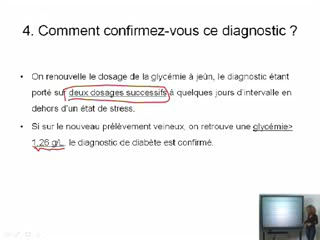 4. Comment confirmez-vous ce diagnostic ?
• On renouvelle le dosage de la glycémie à jeûn, le diagnostic étant
porté sur deux dosages successifs à quelques jours d'intervalle en
dehors d'un état de stress.
• Si sur le nouveau prélèvement veineux, on retrouve une glycémie>
1,26 g/L, le diagnostic de diabète est confirmé.